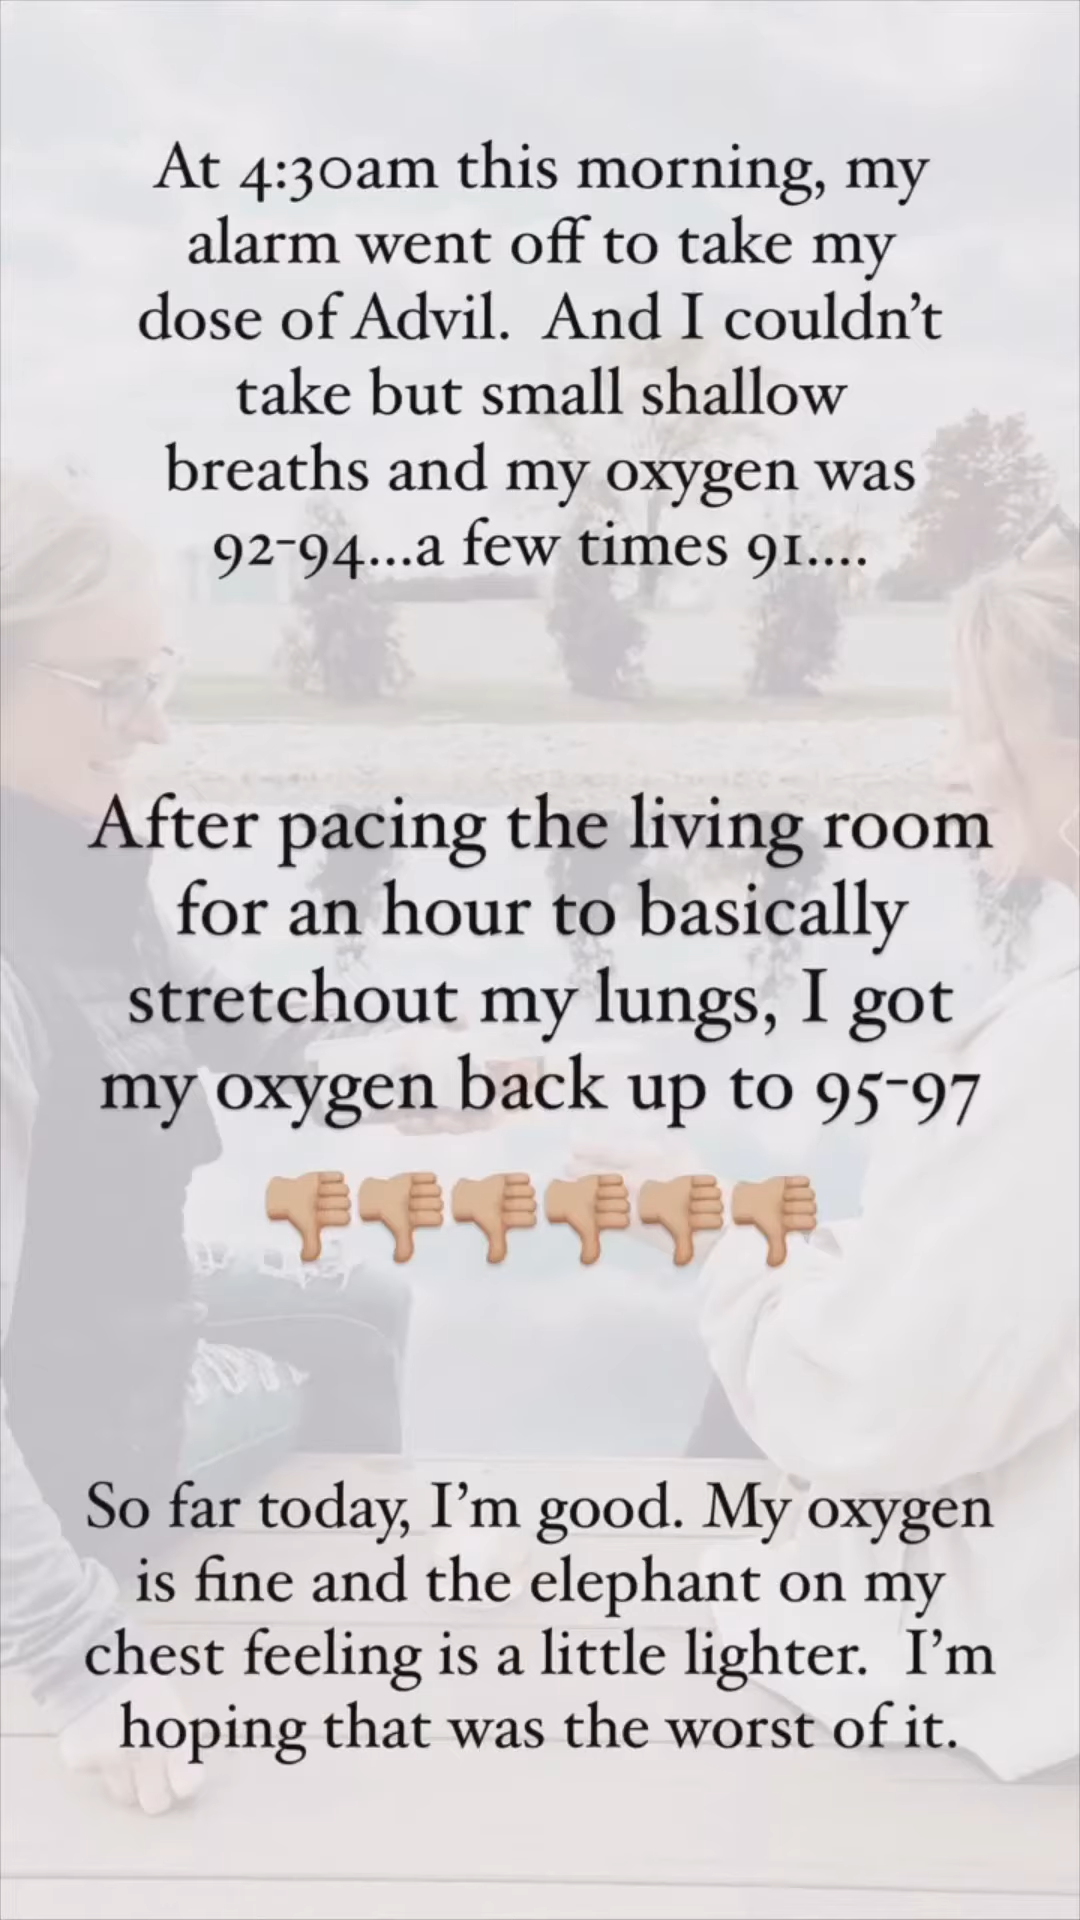 At 4:30am this morning, my
alarm went off to take my
dose of Advil.  And I couldn’t
take but small shallow
breaths and my oxygen was
92-94...a few times 91....
After pacing the living room
for an hour to basically
stretchout my lungs, I got
my oxygen back up to 95-97
👎🏼👎🏼👎🏼👎🏼👎🏼👎🏼
So far today, I’m good. My oxygen
is fine and the elephant on my
chest feeling is a little lighter.  I’m
hoping that was the worst of it.